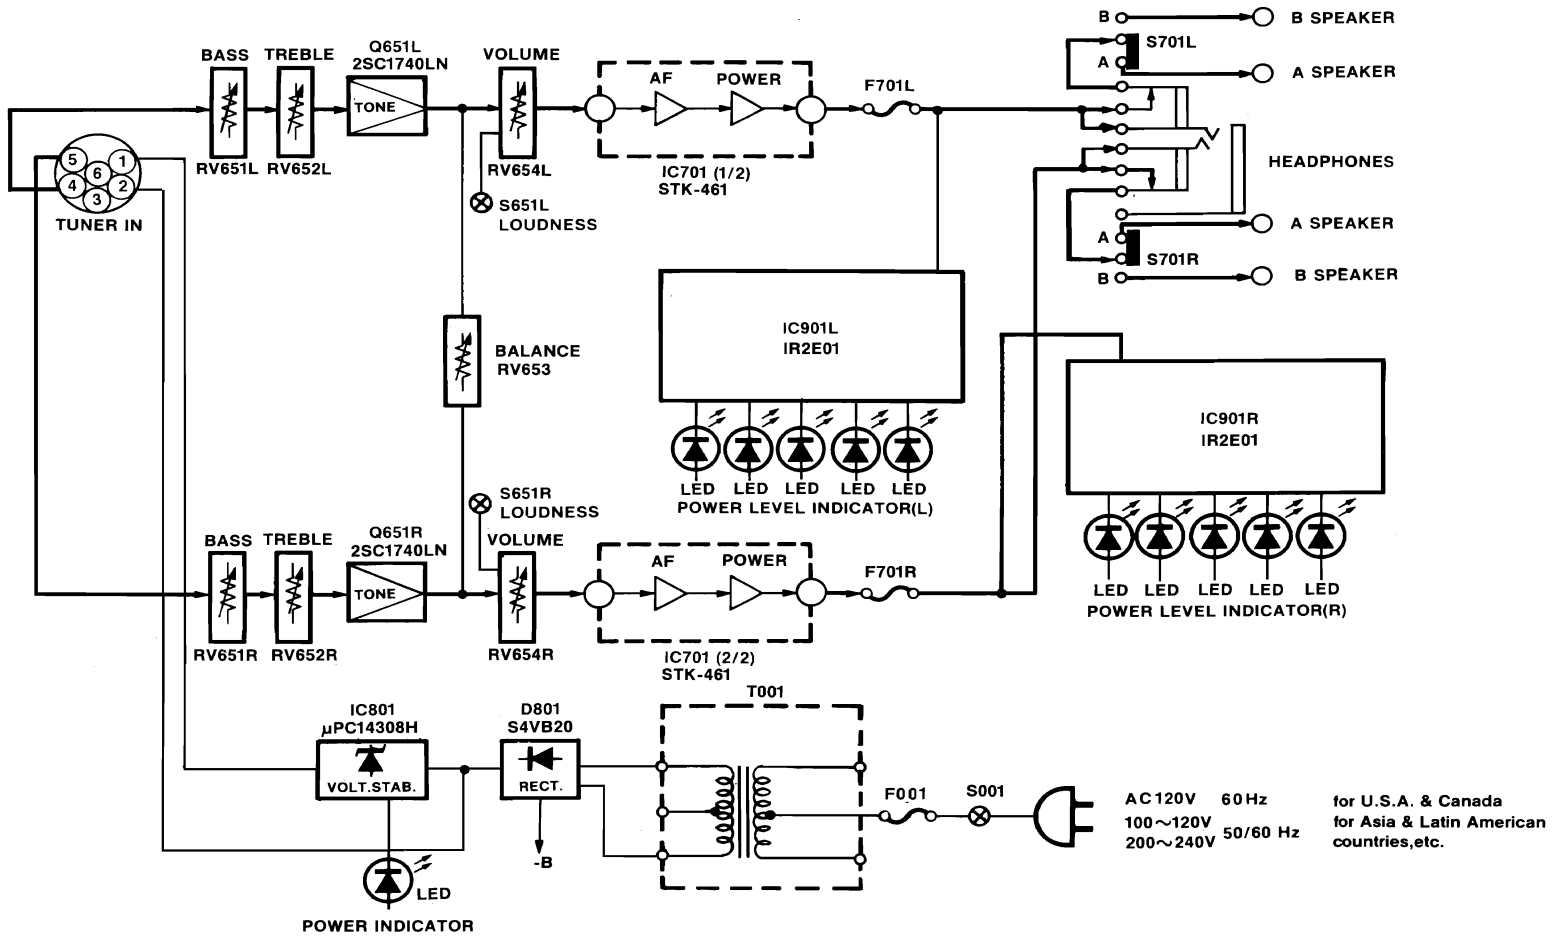 BASS
RV651L
TREBLE
RV652L
Q651L
2SC1740LN
TONE
VOLUME
RV654L
S651L
LOUDNESS
AF
POWER
IC701 (1/2)
STK-461
F701L
B
B SPEAKER
S701L
A
A SPEAKER
HEADPHONES
A
A SPEAKER
S701R
B
B SPEAKER
5
1
6
4
2
3
TUNER IN
BALANCE
RV653
IC901L
IR2E01
LED LED LED LED LED
POWER LEVEL INDICATOR(L)
IC901R
IR2E01
LED LED LED LED LED
POWER LEVEL INDICATOR(R)
S651R
LOUDNESS
BASS
RV651R
TREBLE
RV652R
Q651R
2SC1740LN
TONE
VOLUME
RV654R
AF
POWER
IC701 (2/2)
STK-461
F701R
IC801
μPC14308H
VOLT.STAB.
D801
S4VB20
RECT.
-B
T001
F001
S001
AC120V 60Hz for U.S.A. & Canada
100～120V
200～240V 50/60 Hz
for Asia & Latin American
countries,etc.
LED
POWER INDICATOR